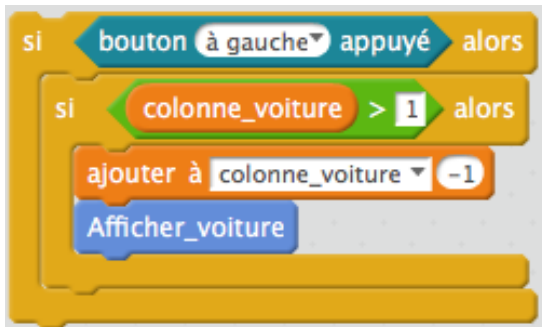 si bouton à gauche appuyé alors
si colonne_voiture > 1 alors
ajouter à colonne_voiture -1
Afficher_voiture